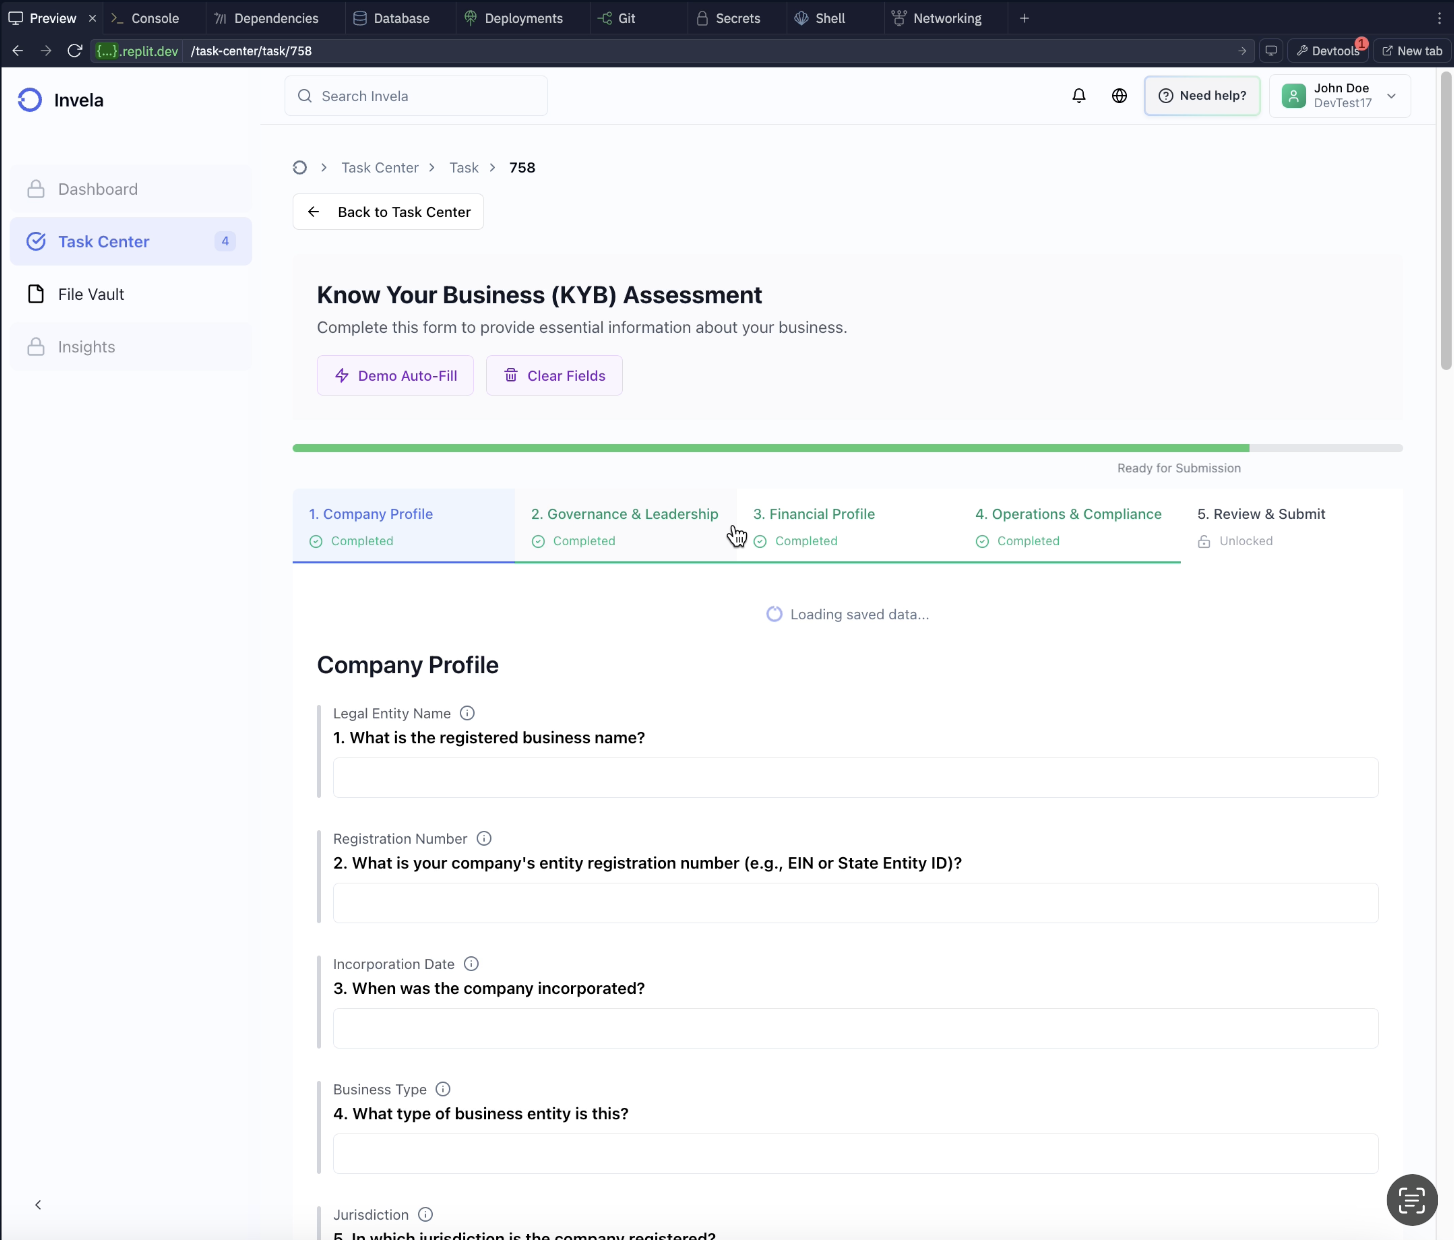 Preview
Console
Dependencies
Database
Deployments
Git
Secrets
Shell
Networking
{...}.replit.dev /task-center/task/758
Devtools 1
New tab
Invela
Search Invela
Need help?
John Doe
DevTest17
Dashboard
Task Center 4
File Vault
Insights
Task Center > Task > 758
Back to Task Center
Know Your Business (KYB) Assessment
Complete this form to provide essential information about your business.
Demo Auto-Fill
Clear Fields
Ready for Submission
1. Company Profile
Completed
2. Governance & Leadership
Completed
3. Financial Profile
Completed
4. Operations & Compliance
Completed
5. Review & Submit
Unlocked
Loading saved data...
Company Profile
Legal Entity Name
1. What is the registered business name?
Registration Number
2. What is your company's entity registration number (e.g., EIN or State Entity ID)?
Incorporation Date
3. When was the company incorporated?
Business Type
4. What type of business entity is this?
Jurisdiction
5. In which jurisdiction is the company registered?